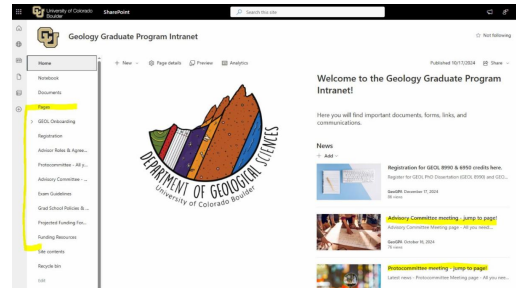 University of Colorado
Boulder
SharePoint
Search this site
Geology Graduate Program Intranet
Not following
Home
Notebook
Documents
Pages
GEOL Onboarding
Registration
Advisor Roles & Agree...
Protocommittee - All y...
Advisory Committee - ...
Exam Guidelines
Grad School Policies & ...
Projected Funding For...
Funding Resources
Site contents
Recycle bin
Edit
+ New
Page details
Preview
Analytics
Published 10/17/2024
Share
DEPARTMENT OF GEOLOGICAL SCIENCES
University of Colorado Boulder
Welcome to the Geology Graduate Program
Intranet!
Here you will find important documents, forms, links, and
communications.
News
+ Add
Registration for GEOL 8990 & 6950 credits here.
Register for GEOL PhD Dissertation (GEOL 8990) and GEO...
GeolGPA December 17, 2024
Advisory Committee meeting - jump to page!
Advisory Committee Meeting page - All you need...
GeolGPA October 16, 2024
Protocommittee meeting - jump to page!
Latest news - Protocommittee Meeting page - All you nee...